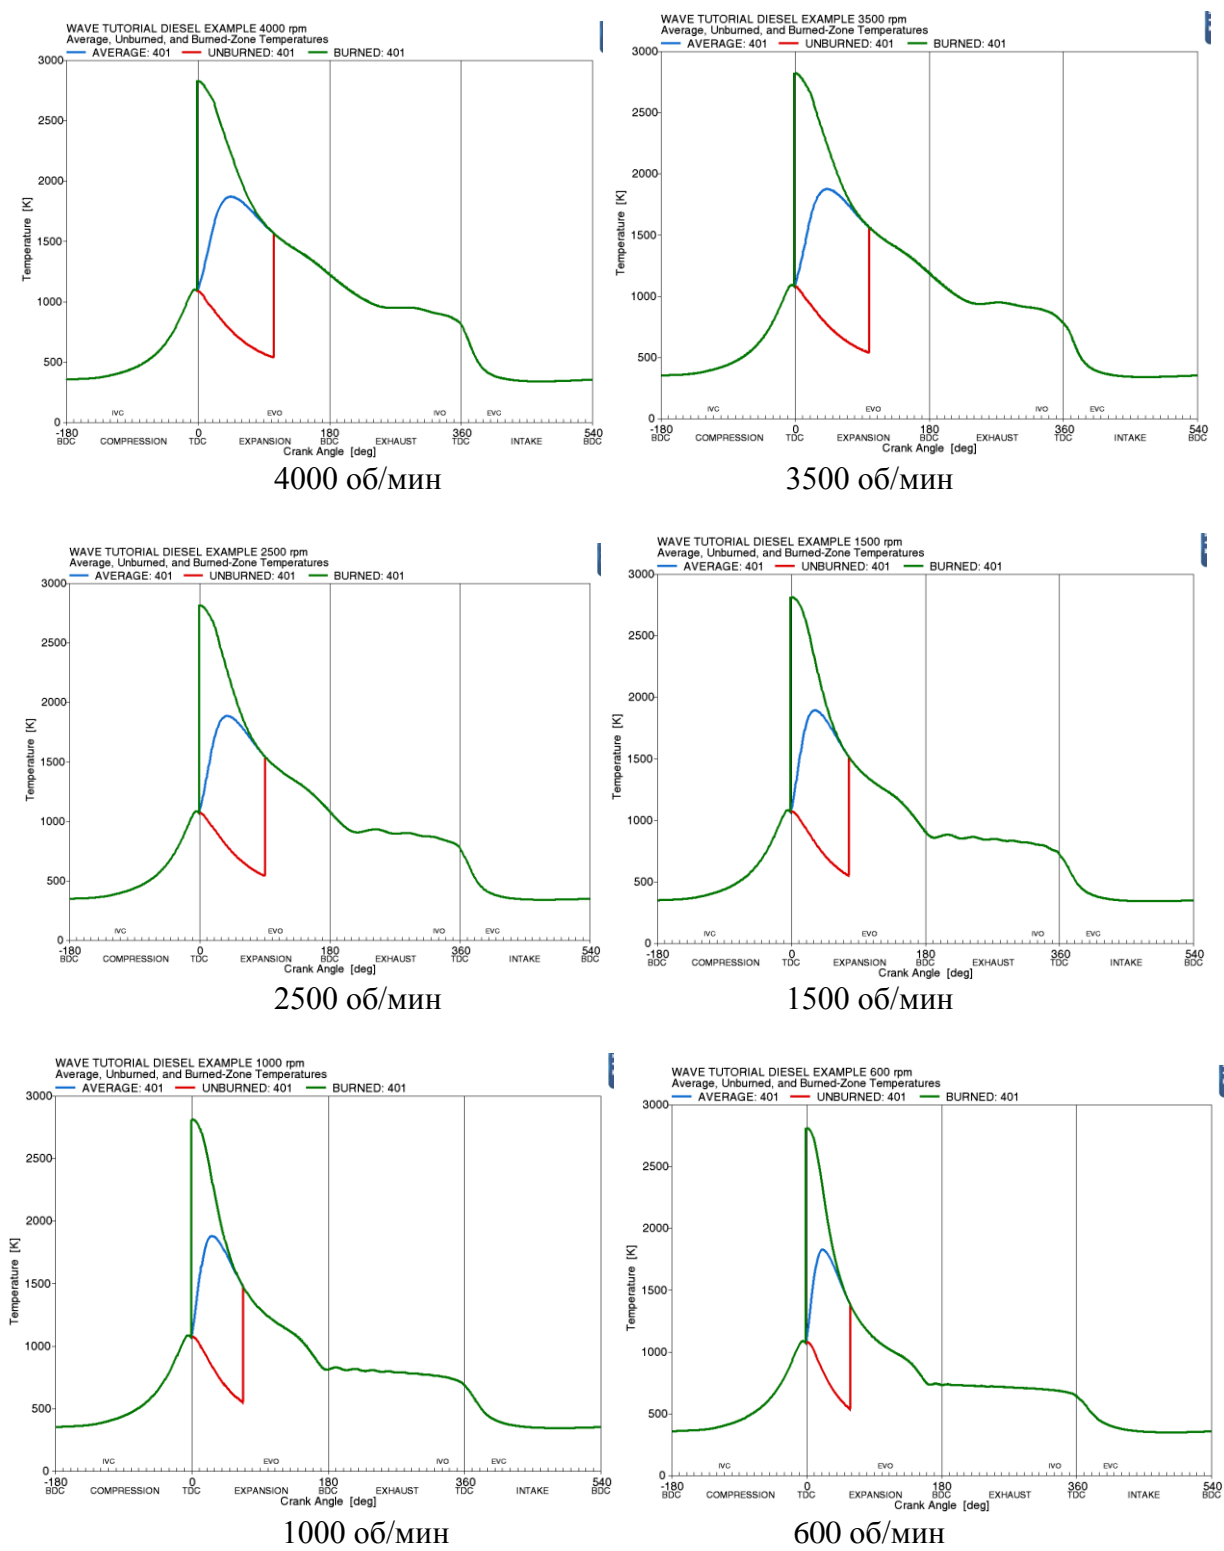 WAVE TUTORIAL DIESEL EXAMPLE 4000 rpm
Average, Unburned, and Burned-Zone Temperatures
AVERAGE: 401 UNBURNED: 401 BURNED: 401
3000
2500
2000
1500
1000
500
0
Temperature [K]
IVC EVO IVO EVC
-180 0 180 360 540
BDC COMPRESSION TDC EXPANSION BDC EXHAUST TDC INTAKE BDC
Crank Angle [deg]
4000 об/мин
WAVE TUTORIAL DIESEL EXAMPLE 3500 rpm
Average, Unburned, and Burned-Zone Temperatures
AVERAGE: 401 UNBURNED: 401 BURNED: 401
3000
2500
2000
1500
1000
500
0
Temperature [K]
IVC EVO IVO EVC
-180 0 180 360 540
BDC COMPRESSION TDC EXPANSION BDC EXHAUST TDC INTAKE BDC
Crank Angle [deg]
3500 об/мин
WAVE TUTORIAL DIESEL EXAMPLE 2500 rpm
Average, Unburned, and Burned-Zone Temperatures
AVERAGE: 401 UNBURNED: 401 BURNED: 401
3000
2500
2000
1500
1000
500
0
Temperature [K]
IVC EVO IVO EVC
-180 0 180 360 540
BDC COMPRESSION TDC EXPANSION BDC EXHAUST TDC INTAKE BDC
Crank Angle [deg]
2500 об/мин
WAVE TUTORIAL DIESEL EXAMPLE 1500 rpm
Average, Unburned, and Burned-Zone Temperatures
AVERAGE: 401 UNBURNED: 401 BURNED: 401
3000
2500
2000
1500
1000
500
0
Temperature [K]
IVC EVO IVO EVC
-180 0 180 360 540
BDC COMPRESSION TDC EXPANSION BDC EXHAUST TDC INTAKE BDC
Crank Angle [deg]
1500 об/мин
WAVE TUTORIAL DIESEL EXAMPLE 1000 rpm
Average, Unburned, and Burned-Zone Temperatures
AVERAGE: 401 UNBURNED: 401 BURNED: 401
3000
2500
2000
1500
1000
500
0
Temperature [K]
IVC EVO IVO EVC
-180 0 180 360 540
BDC COMPRESSION TDC EXPANSION BDC EXHAUST TDC INTAKE BDC
Crank Angle [deg]
1000 об/мин
WAVE TUTORIAL DIESEL EXAMPLE 600 rpm
Average, Unburned, and Burned-Zone Temperatures
AVERAGE: 401 UNBURNED: 401 BURNED: 401
3000
2500
2000
1500
1000
500
0
Temperature [K]
IVC EVO IVO EVC
-180 0 180 360 540
BDC COMPRESSION TDC EXPANSION BDC EXHAUST TDC INTAKE BDC
Crank Angle [deg]
600 об/мин